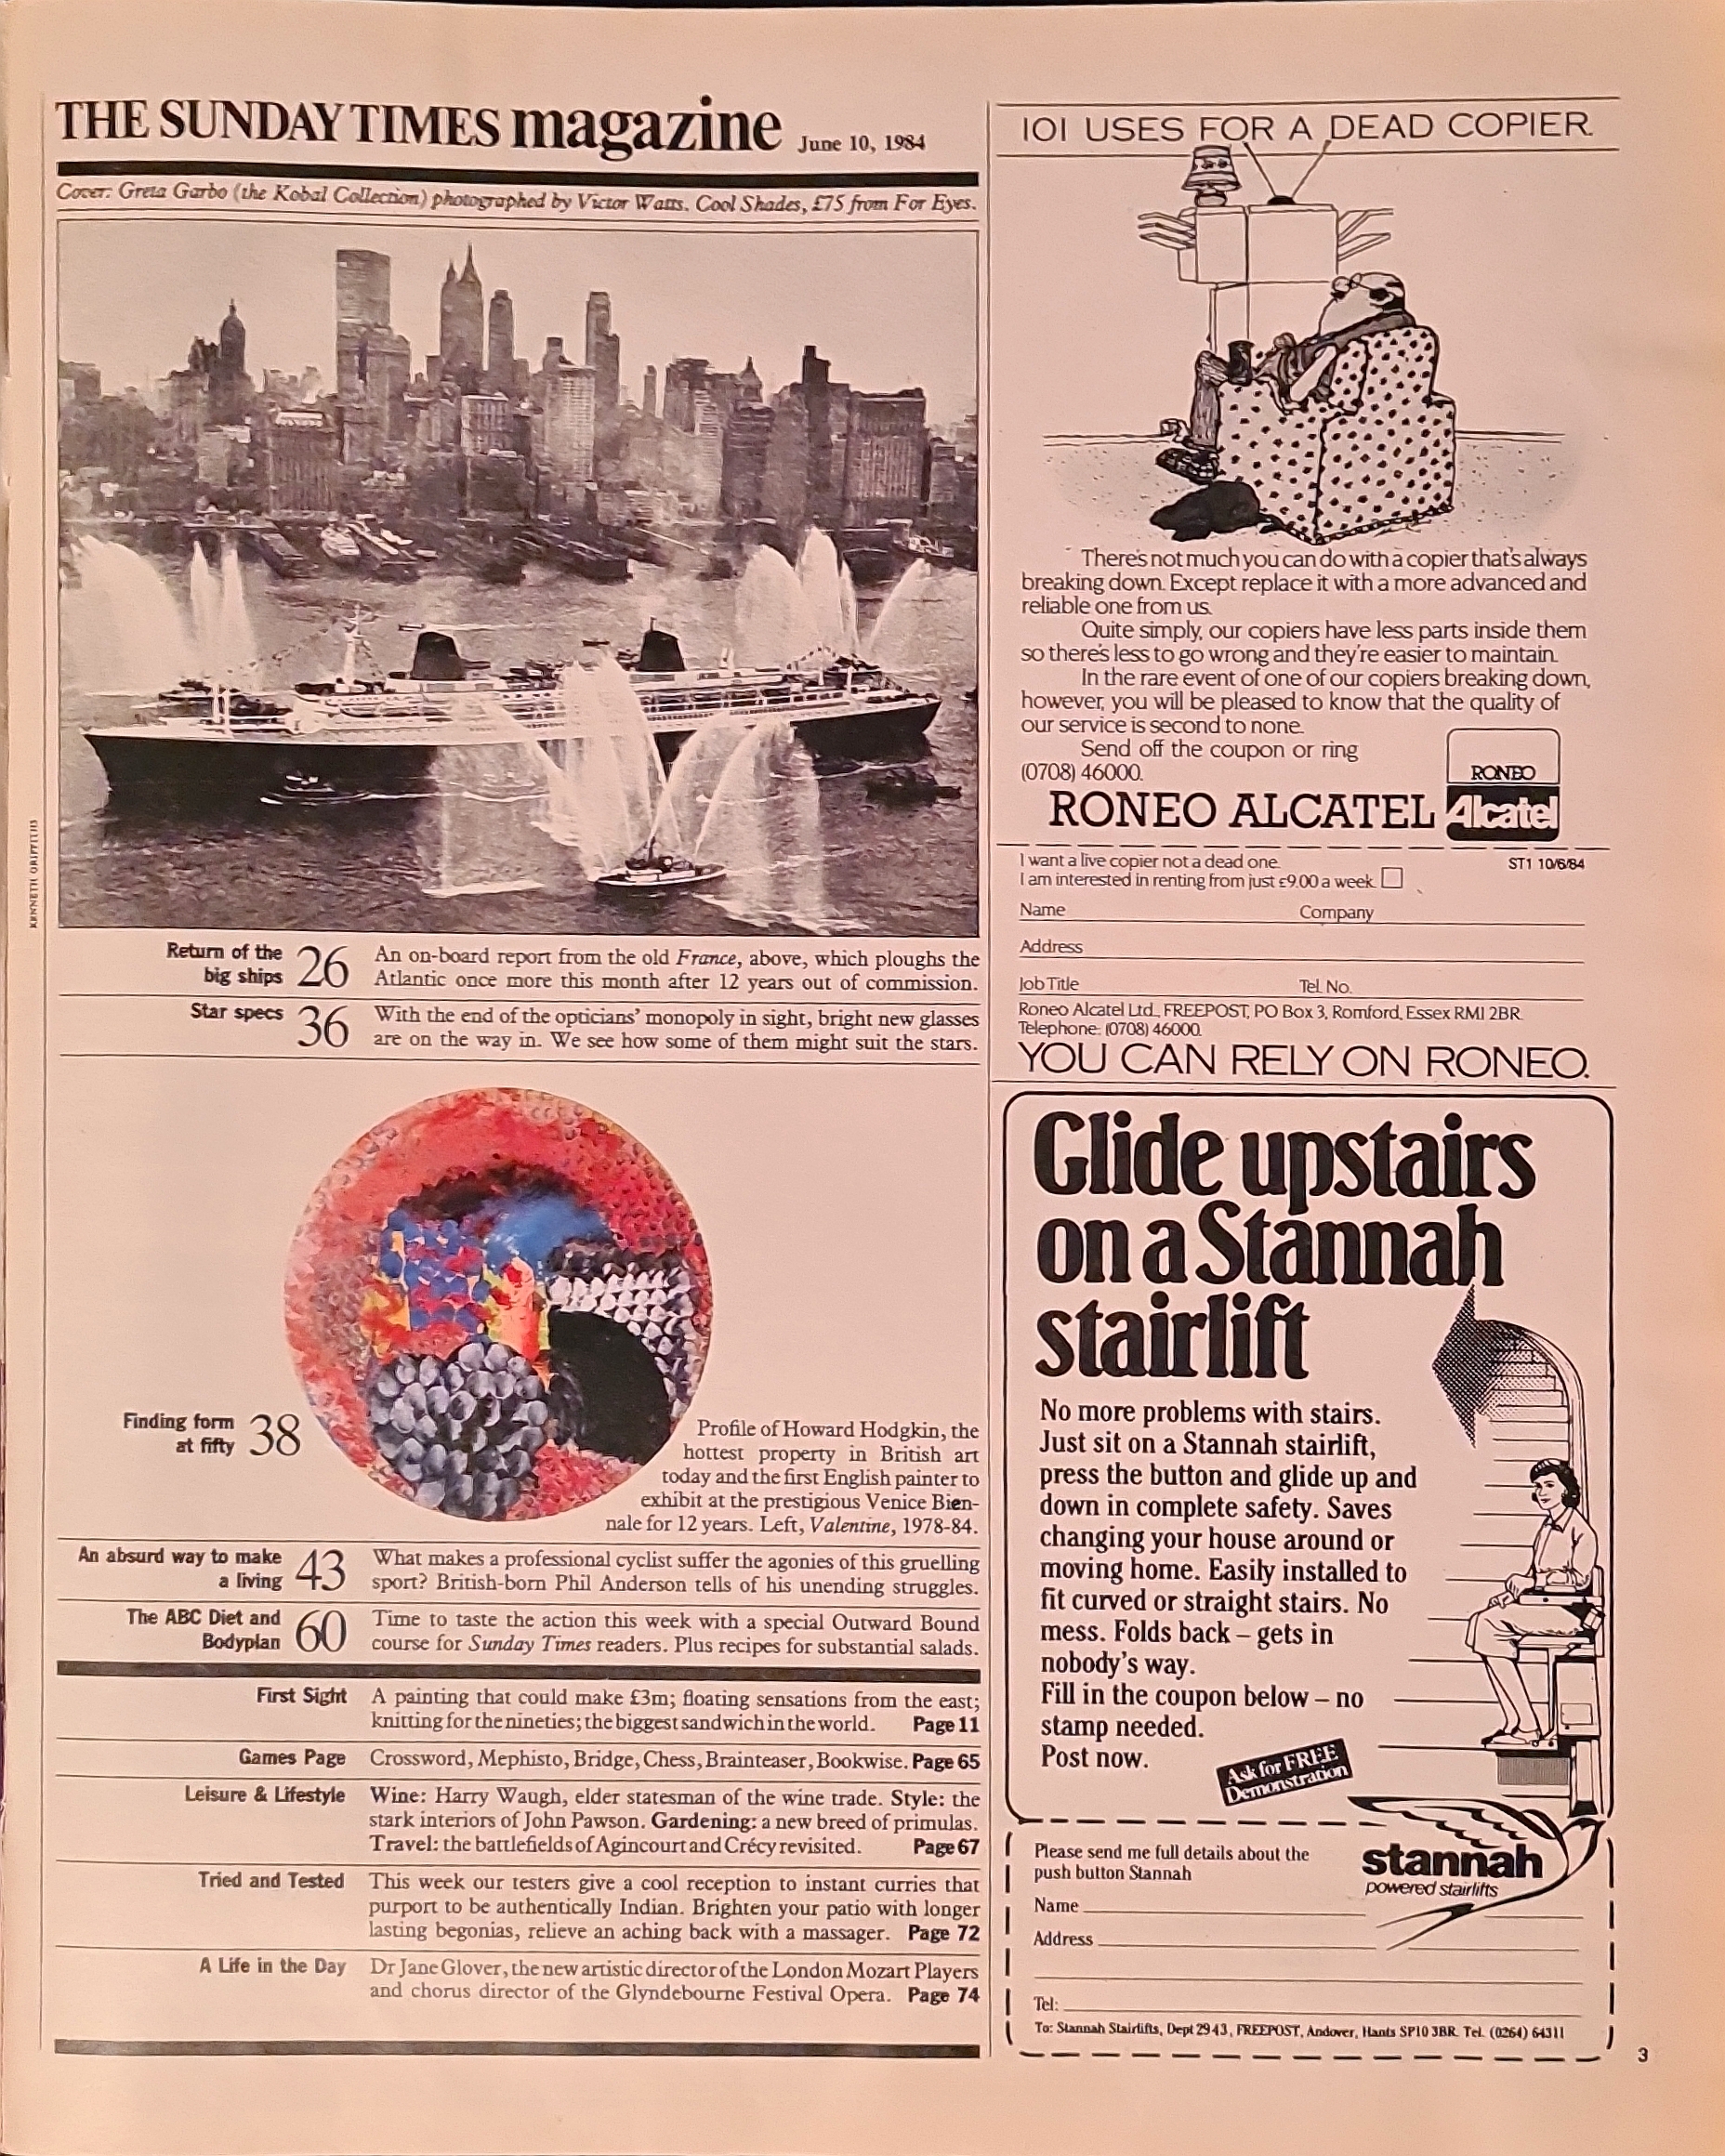 THE SUNDAY TIMES magazine June 10, 1984
Cover: Greta Garbo (the Kobal Collection) photographed by Victor Watts. Cool Shades, £75 from For Eyes.
KENNETH GRIFFITHS
Return of the
big ships
26
An on-board report from the old France, above, which ploughs the
Atlantic once more this month after 12 years out of commission.
Star specs
36
With the end of the opticians' monopoly in sight, bright new glasses
are on the way in. We see how some of them might suit the stars.
Finding form
at fifty
38
Profile of Howard Hodgkin, the
hottest property in British art
today and the first English painter to
exhibit at the prestigious Venice Bien-
nale for 12 years. Left, Valentine, 1978-84.
An absurd way to make
a living
43
What makes a professional cyclist suffer the agonies of this gruelling
sport? British-born Phil Anderson tells of his unending struggles.
The ABC Diet and
Bodyplan
60
Time to taste the action this week with a special Outward Bound
course for Sunday Times readers. Plus recipes for substantial salads.
First Sight
A painting that could make £3m; floating sensations from the east;
knitting for the nineties; the biggest sandwich in the world. Page 11
Games Page
Crossword, Mephisto, Bridge, Chess, Brainteaser, Bookwise. Page 65
Leisure & Lifestyle
Wine: Harry Waugh, elder statesman of the wine trade. Style: the
stark interiors of John Pawson. Gardening: a new breed of primulas.
Travel: the battlefields of Agincourt and Crécy revisited. Page 67
Tried and Tested
This week our testers give a cool reception to instant curries that
purport to be authentically Indian. Brighten your patio with longer
lasting begonias, relieve an aching back with a massager. Page 72
A Life in the Day
Dr Jane Glover, the new artistic director of the London Mozart Players
and chorus director of the Glyndebourne Festival Opera. Page 74
101 USES FOR A DEAD COPIER.
There's not much you can do with a copier that's always
breaking down. Except replace it with a more advanced and
reliable one from us.
Quite simply, our copiers have less parts inside them
so there's less to go wrong and they're easier to maintain.
In the rare event of one of our copiers breaking down,
however, you will be pleased to know that the quality of
our service is second to none.
Send off the coupon or ring
(0708) 46000.
RONEO ALCATEL
RONEO
Alcatel
I want a live copier not a dead one.
ST1 10/6/84
I am interested in renting from just £9.00 a week.
Name Company
Address
Job Title Tel. No.
Roneo Alcatel Ltd., FREEPOST, PO Box 3, Romford, Essex RM1 2BR.
Telephone: (0708) 46000.
YOU CAN RELY ON RONEO.
Glide upstairs
on a Stannah
stairlift
No more problems with stairs.
Just sit on a Stannah stairlift,
press the button and glide up and
down in complete safety. Saves
changing your house around or
moving home. Easily installed to
fit curved or straight stairs. No
mess. Folds back – gets in
nobody's way.
Fill in the coupon below – no
stamp needed.
Post now.
Ask for FREE
Demonstration
Please send me full details about the
push button Stannah
stannah
powered stairlifts
Name
Address
Tel:
To: Stannah Stairlifts, Dept 2943, FREEPOST, Andover, Hants SP10 3BR. Tel. (0264) 64311
3